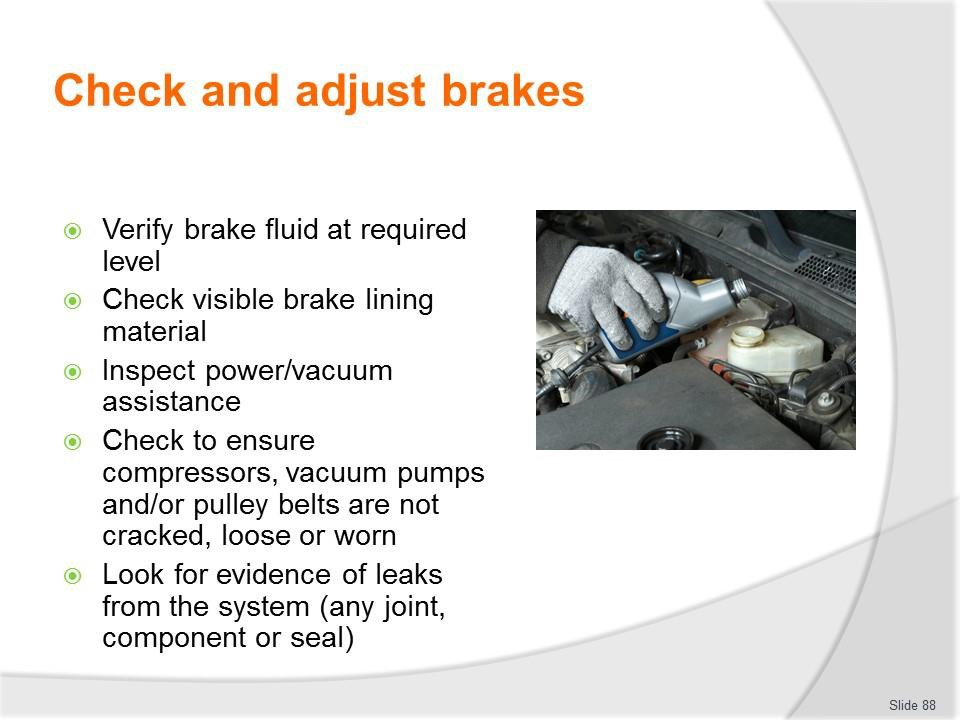 Check and adjust brakes
Verify brake fluid at required
level
Check visible brake lining
material
Inspect power/vacuum
assistance
Check to ensure
compressors, vacuum pumps
and/or pulley belts are not
cracked, loose or worn
Look for evidence of leaks
from the system (any joint,
component or seal)
Slide 88